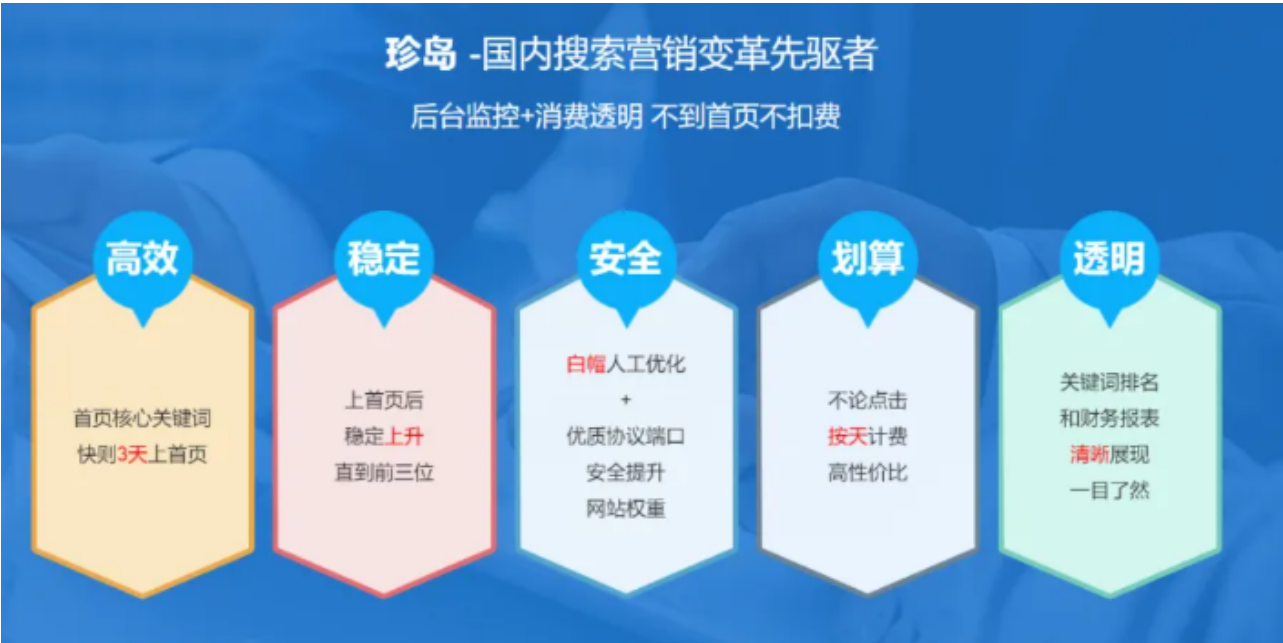 珍岛 -国内搜索营销变革先驱者
后台监控+消费透明 不到首页不扣费
高效
首页核心关键词
快则3天上首页
稳定
上首页后
稳定上升
直到前三位
安全
白帽人工优化
+
优质协议端口
安全提升
网站权重
划算
不论点击
按天计费
高性价比
透明
关键词排名
和财务报表
清晰展现
一目了然